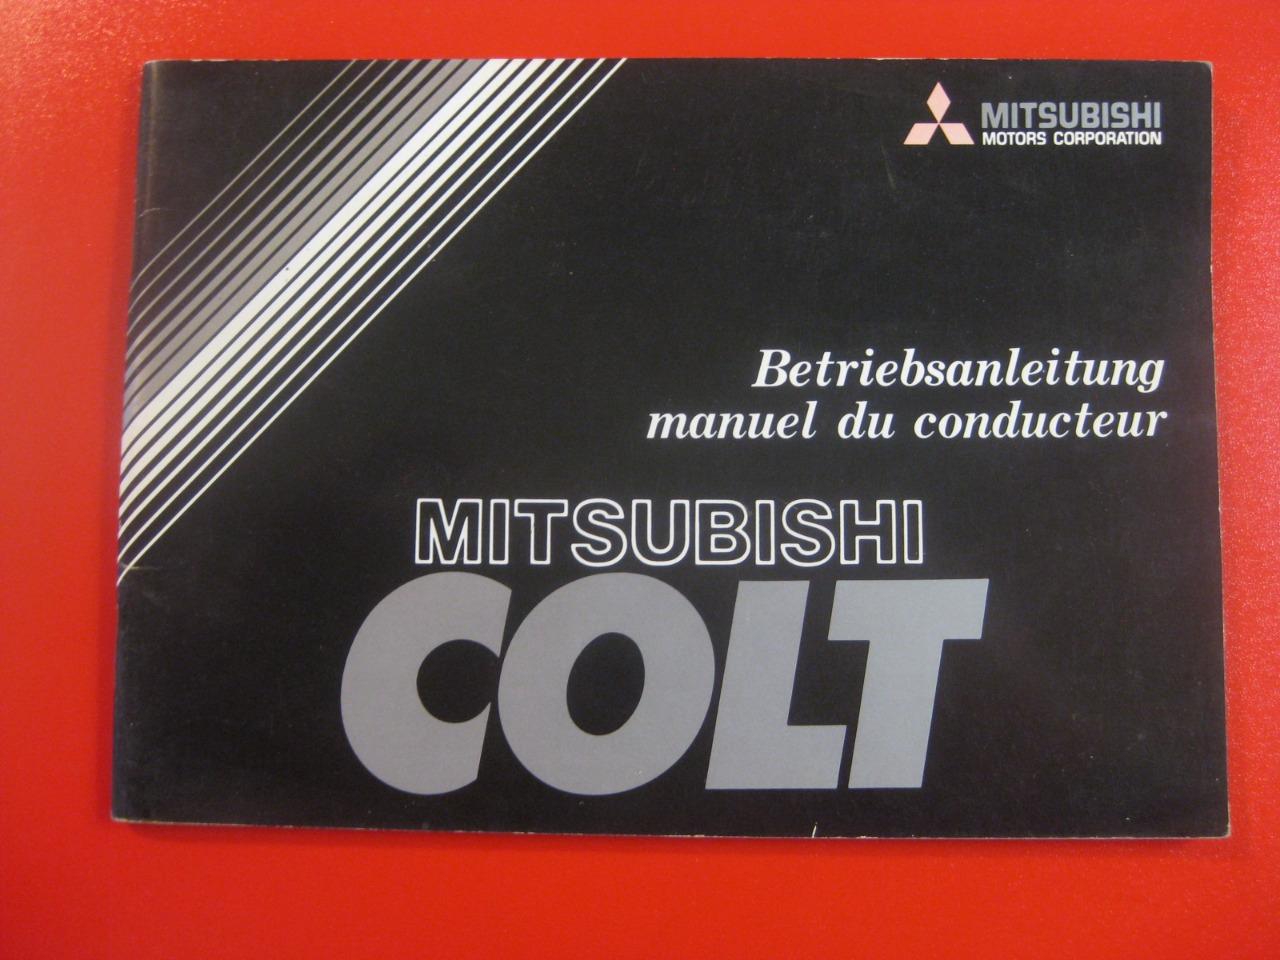 MITSUBISHI
MOTORS CORPORATION
Betriebsanleitung
manuel du conducteur
MITSUBISHI
COLT